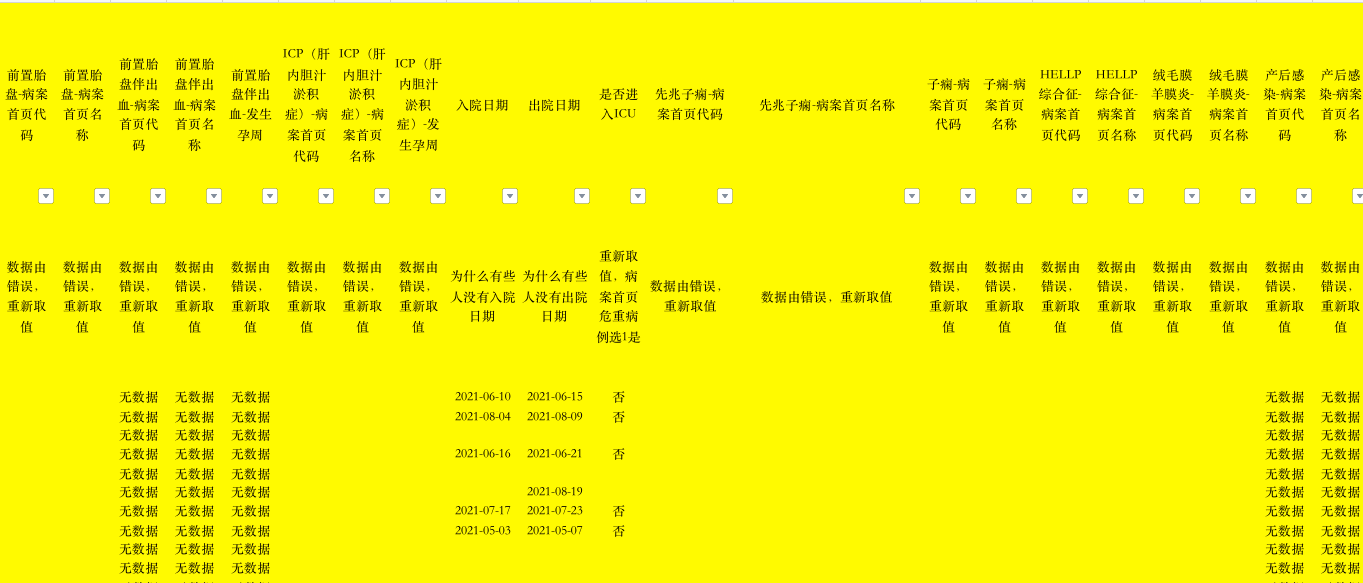 前置胎盘-病案首页代码
前置胎盘-病案首页名称
前置胎盘伴出血-病案首页代码
前置胎盘伴出血-病案首页名称
前置胎盘伴出血-发生孕周
ICP（肝内胆汁淤积症）-病案首页代码
ICP（肝内胆汁淤积症）-病案首页名称
ICP（肝内胆汁淤积症）-发生孕周
入院日期
出院日期
是否进入ICU
先兆子痫-病案首页代码
先兆子痫-病案首页名称
子痫-病案首页代码
子痫-病案首页名称
HELLP综合征-病案首页代码
HELLP综合征-病案首页名称
绒毛膜羊膜炎-病案首页代码
绒毛膜羊膜炎-病案首页名称
产后感染-病案首页代码
产后感染-病案首页名称
数据由错误，重新取值
数据由错误，重新取值
数据由错误，重新取值
数据由错误，重新取值
数据由错误，重新取值
数据由错误，重新取值
数据由错误，重新取值
数据由错误，重新取值
为什么有些人没有入院日期
为什么有些人没有出院日期
重新取值，病案首页危重病例选1是
数据由错误，重新取值
数据由错误，重新取值
数据由错误，重新取值
数据由错误，重新取值
数据由错误，重新取值
数据由错误，重新取值
数据由错误，重新取值
数据由错误，重新取值
数据由错误，重新取值
数据由错误，重新取值
无数据 无数据 无数据 2021-06-10 2021-06-15 否 无数据 无数据
无数据 无数据 无数据 2021-08-04 2021-08-09 否 无数据 无数据
无数据 无数据 无数据 无数据 无数据
无数据 无数据 无数据 2021-06-16 2021-06-21 否 无数据 无数据
无数据 无数据 无数据 无数据 无数据
无数据 无数据 无数据 2021-08-19 无数据 无数据
无数据 无数据 无数据 2021-07-17 2021-07-23 否 无数据 无数据
无数据 无数据 无数据 2021-05-03 2021-05-07 否 无数据 无数据
无数据 无数据 无数据 无数据 无数据
无数据 无数据 无数据 无数据 无数据